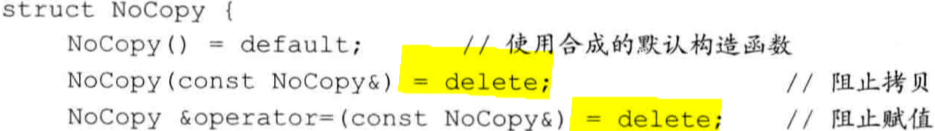 struct NoCopy {
NoCopy() = default; // 使用合成的默认构造函数
NoCopy(const NoCopy&) = delete; // 阻止拷贝
NoCopy &operator=(const NoCopy&) = delete; // 阻止赋值